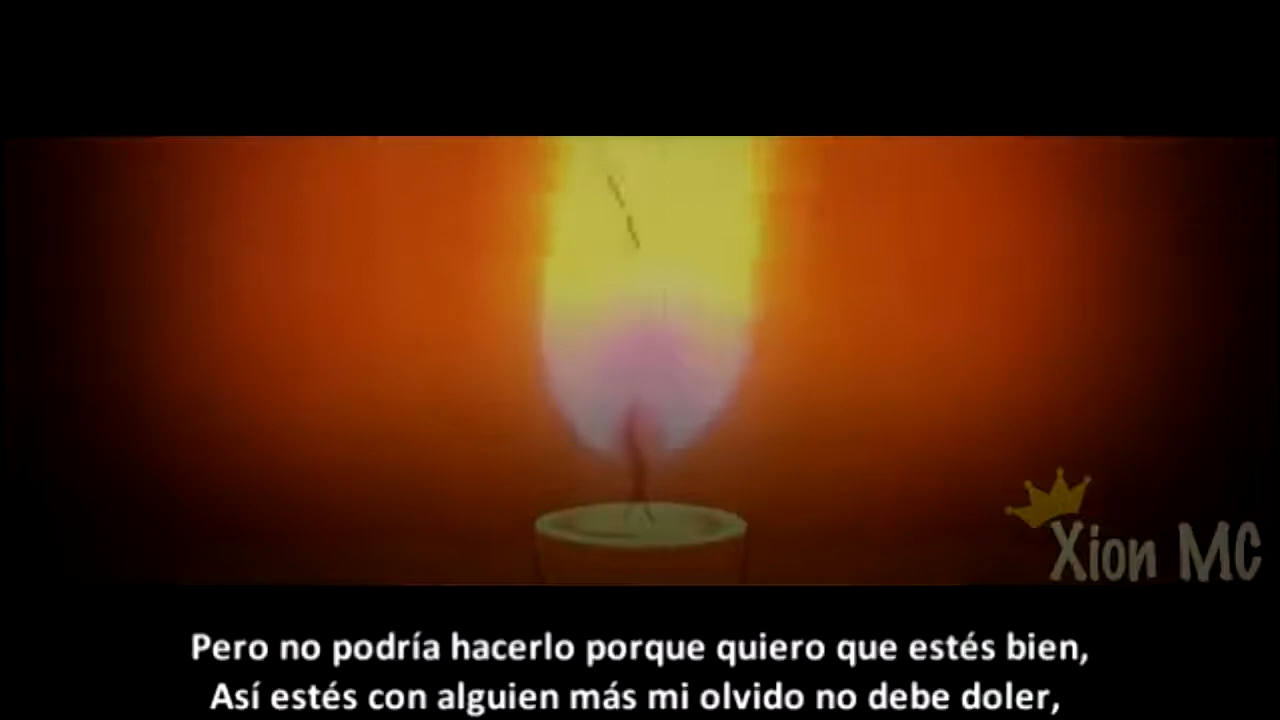 Xion MC
Pero no podría hacerlo porque quiero que estés bien,
Así estés con alguien más mi olvido no debe doler,